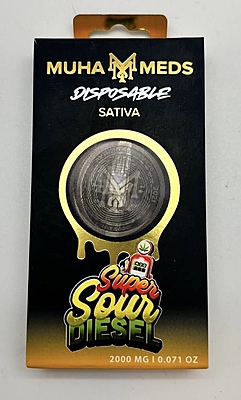 MUHA MEDS
DISPOSABLE
SATIVA
Super
Sour
DIESEL
2000 MG | 0.071 OZ